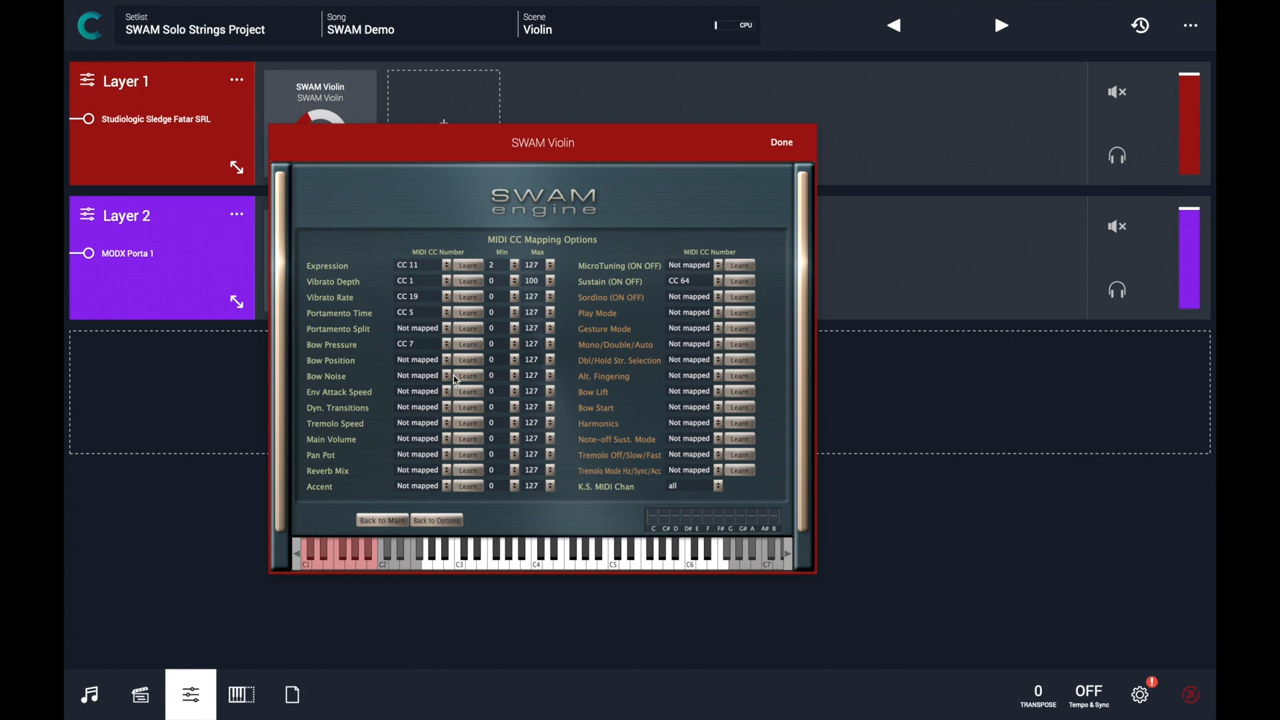 Setlist
SWAM Solo Strings Project
Song
SWAM Demo
Scene
Violin
CPU
Layer 1
Studiologic Sledge Fatar SRL
SWAM Violin
SWAM Violin
Layer 2
MODX Porta 1
SWAM Violin
Done
SWAM
engine
MIDI CC Mapping Options
MIDI CC Number Min Max MIDI CC Number
Expression CC 11 Learn 2 127 MicroTuning (ON OFF) Not mapped Learn
Vibrato Depth CC 1 Learn 0 100 Sustain (ON OFF) CC 64 Learn
Vibrato Rate CC 19 Learn 0 127 Sordino (ON OFF) Not mapped Learn
Portamento Time CC 5 Learn 0 127 Play Mode Not mapped Learn
Portamento Split Not mapped Learn 0 127 Gesture Mode Not mapped Learn
Bow Pressure CC 7 Learn 0 127 Mono/Double/Auto Not mapped Learn
Bow Position Not mapped Learn 0 127 Dbl/Hold Str. Selection Not mapped Learn
Bow Noise Not mapped Learn 0 127 Alt. Fingering Not mapped Learn
Env Attack Speed Not mapped Learn 0 127 Bow Lift Not mapped Learn
Dyn. Transitions Not mapped Learn 0 127 Bow Start Not mapped Learn
Tremolo Speed Not mapped Learn 0 127 Harmonics Not mapped Learn
Main Volume Not mapped Learn 0 127 Note-off Sust. Mode Not mapped Learn
Pan Pot Not mapped Learn 0 127 Tremolo Off/Slow/Fast Not mapped Learn
Reverb Mix Not mapped Learn 0 127 Tremolo Mode Hz/Sync/Acc Not mapped Learn
Accent Not mapped Learn 0 127 K.S. MIDI Chan all
Back to Main Back to Options
C C# D D# E F F# G G# A A# B
C1 C2 C3 C4 C5 C6 C7
0
TRANSPOSE
OFF
Tempo & Sync